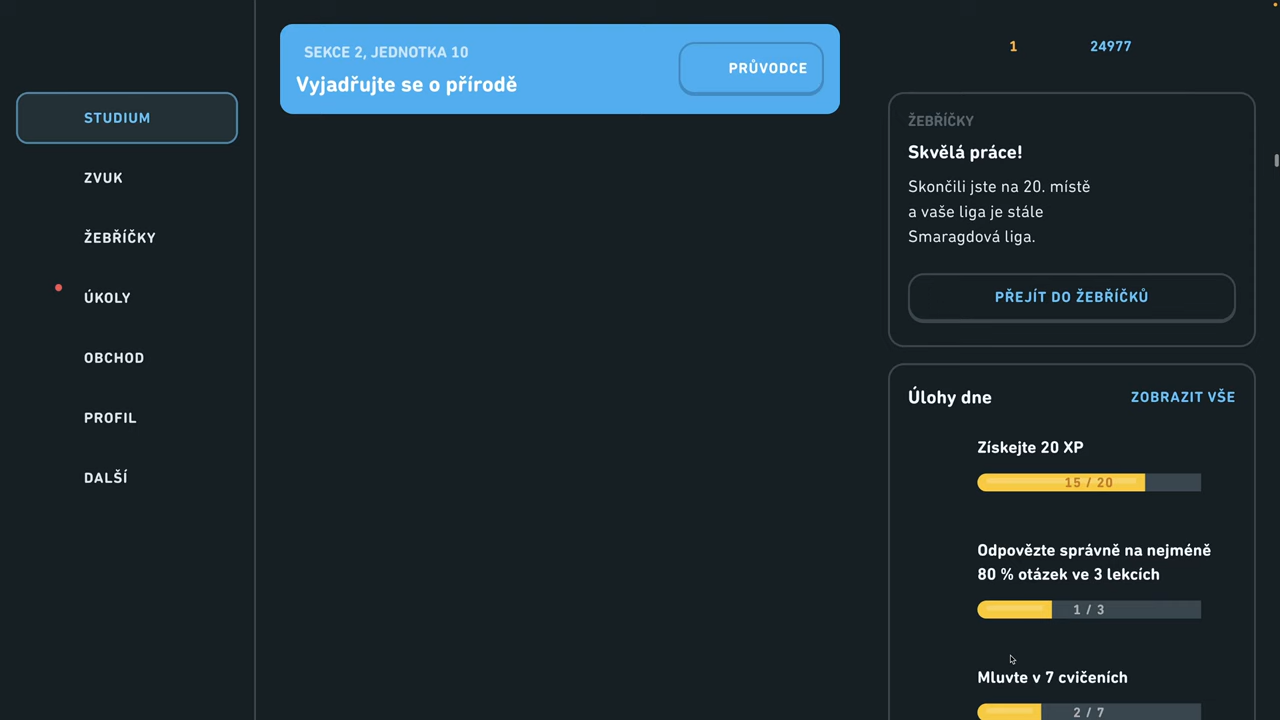 SEKCE 2, JEDNOTKA 10
Vyjadřujte se o přírodě
PRŮVODCE
1
24977
STUDIUM
ZVUK
ŽEBŘÍČKY
ÚKOLY
OBCHOD
PROFIL
DALŠÍ
ŽEBŘÍČKY
Skvělá práce!
Skončili jste na 20. místě
a vaše liga je stále
Smaragdová liga.
PŘEJÍT DO ŽEBŘÍČKŮ
Úlohy dne
ZOBRAZIT VŠE
Získejte 20 XP
15 / 20
Odpovězte správně na nejméně
80 % otázek ve 3 lekcích
1 / 3
Mluvte v 7 cvičeních
2 / 7